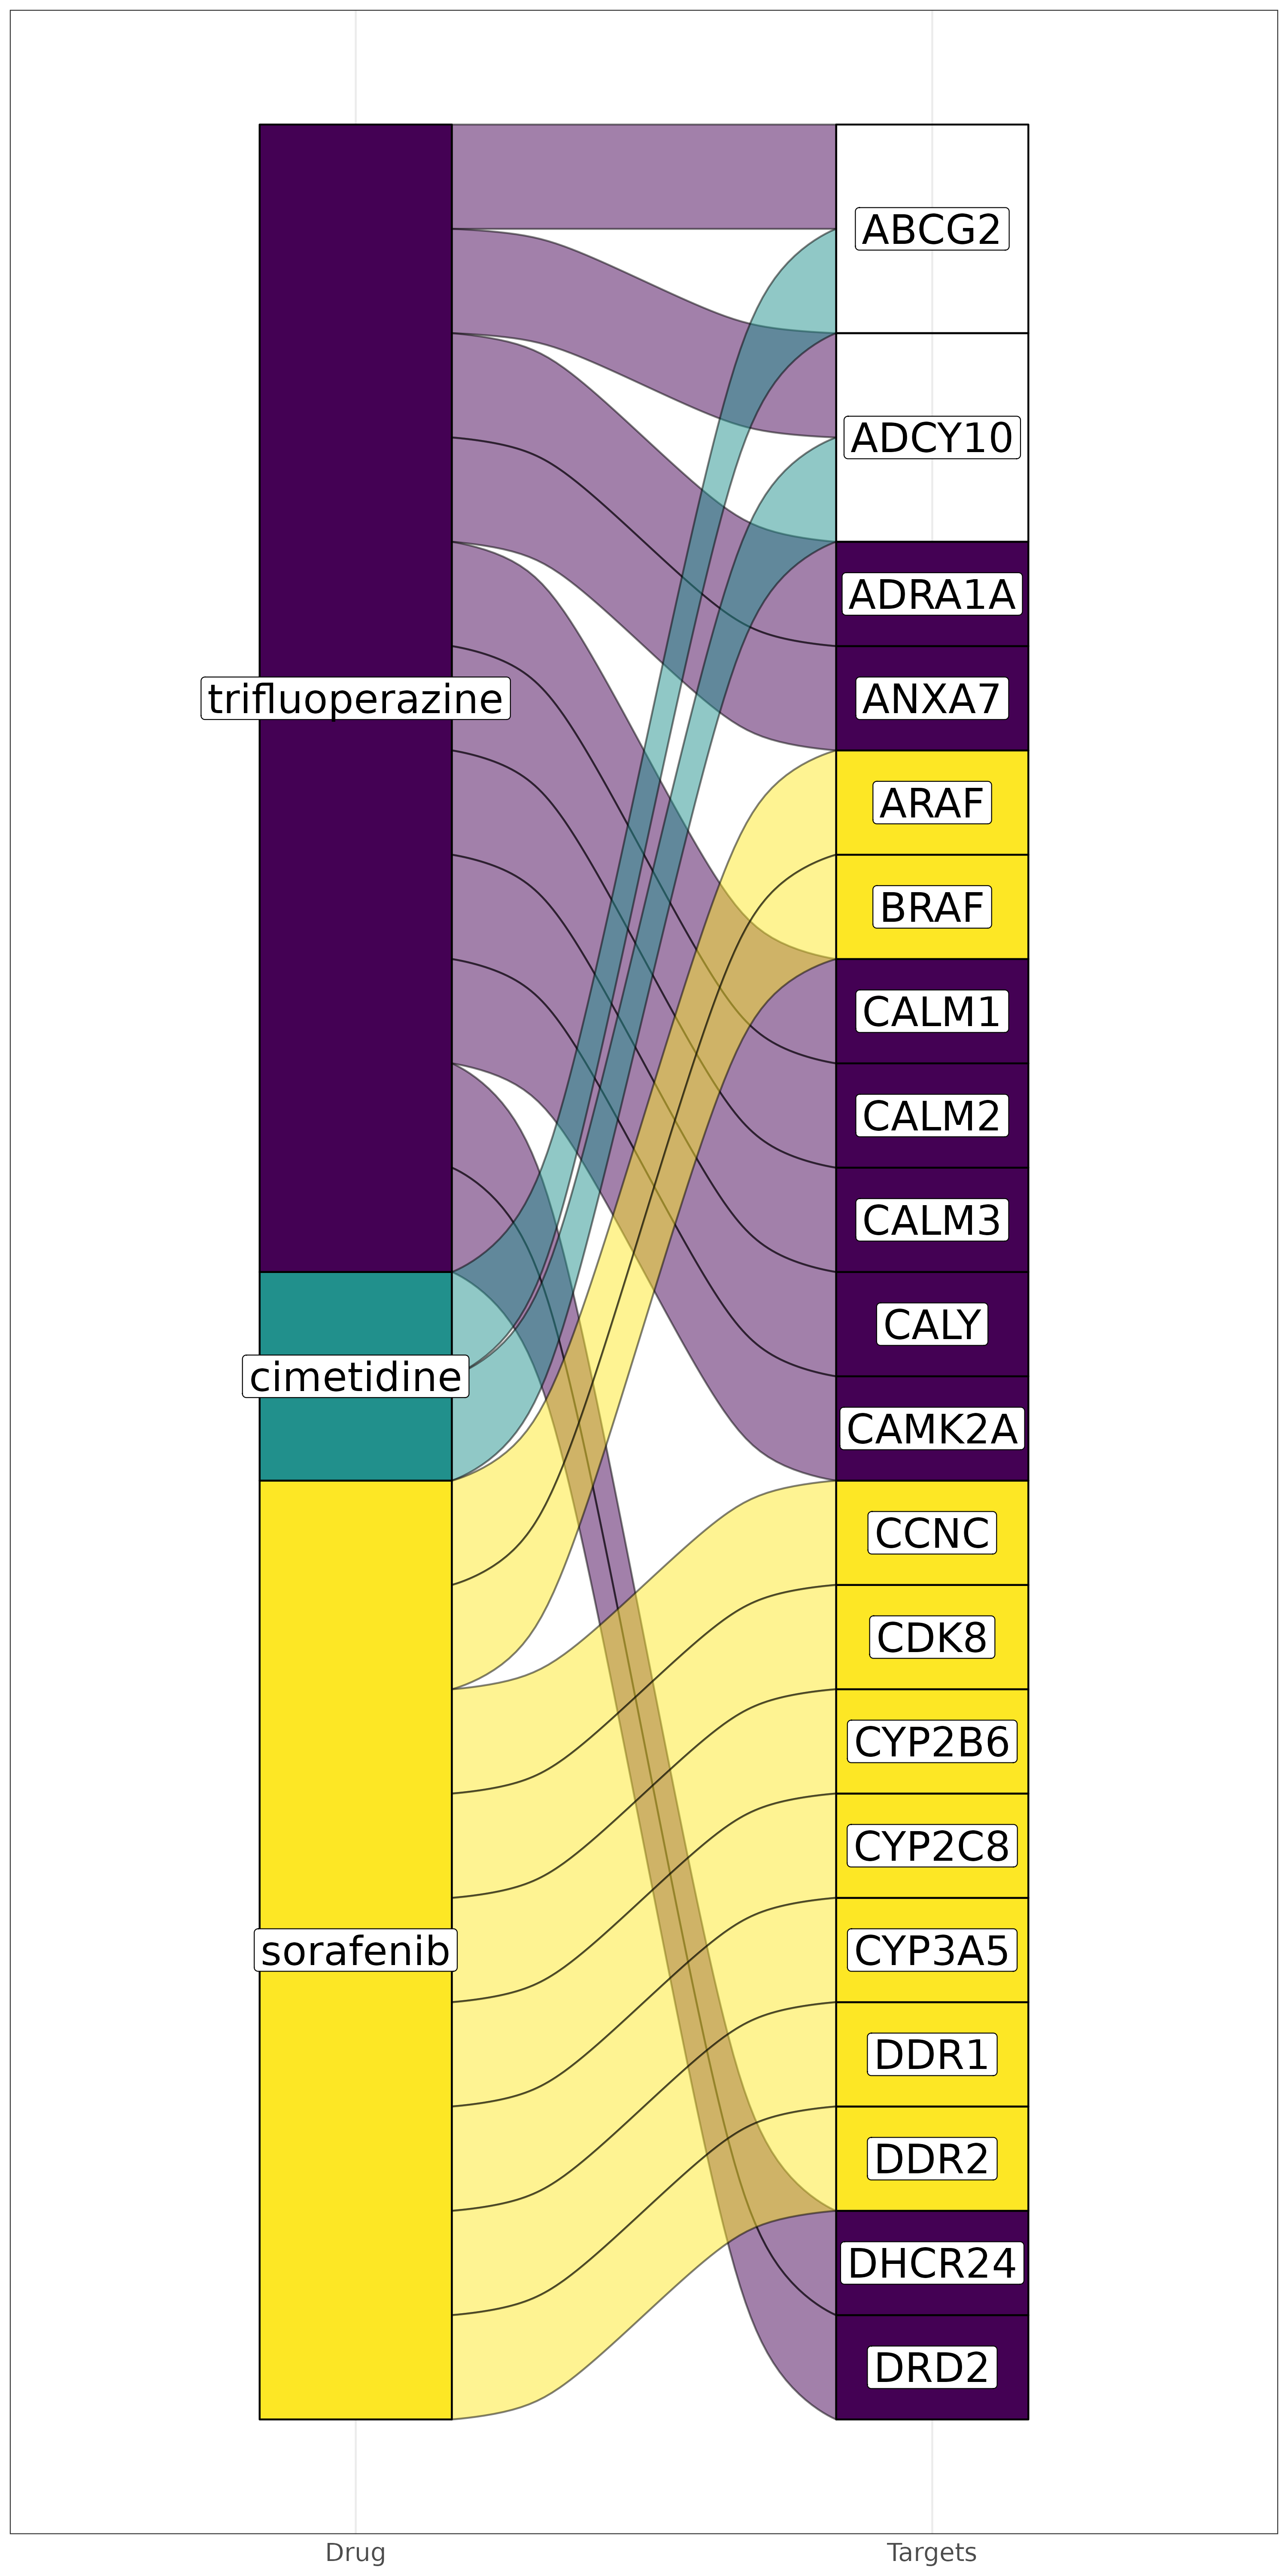 trifluoperazine
cimetidine
sorafenib
ABCG2
ADCY10
ADRA1A
ANXA7
ARAF
BRAF
CALM1
CALM2
CALM3
CALY
CAMK2A
CCNC
CDK8
CYP2B6
CYP2C8
CYP3A5
DDR1
DDR2
DHCR24
DRD2
Drug
Targets